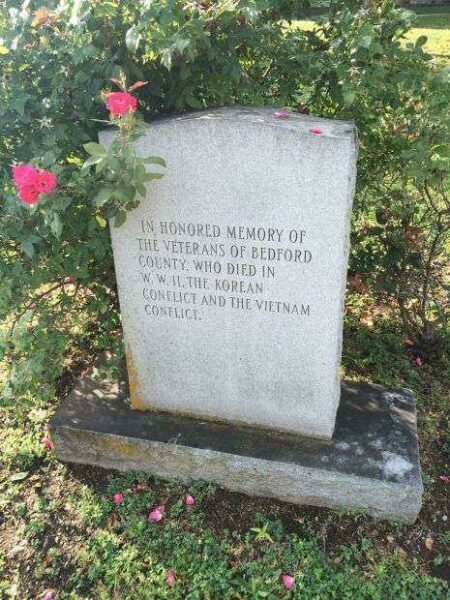 IN HONORED MEMORY OF
THE VETERANS OF BEDFORD
COUNTY, WHO DIED IN
W. W. II, THE KOREAN
CONFLICT AND THE VIETNAM
CONFLICT.